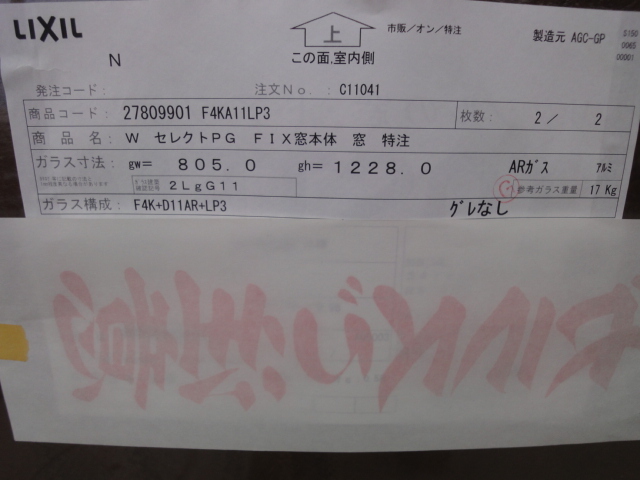 LIXIL
上
市販/オン/特注
製造元 AGC-GP
S150
0065
00001
N
この面,室内側
発注コード:
注文No. : C11041
商品コード: 27809901 F4KA11LP3
枚数: 2 / 2
商品 名: W セレクトPG FIX窓本体 窓 特注
ガラス寸法: gw= 805.0 gh= 1228.0 ARガス アルミ
2LgG11
参考ガラス重量 17 Kg
ガラス構成: F4K+D11AR+LP3 グレなし